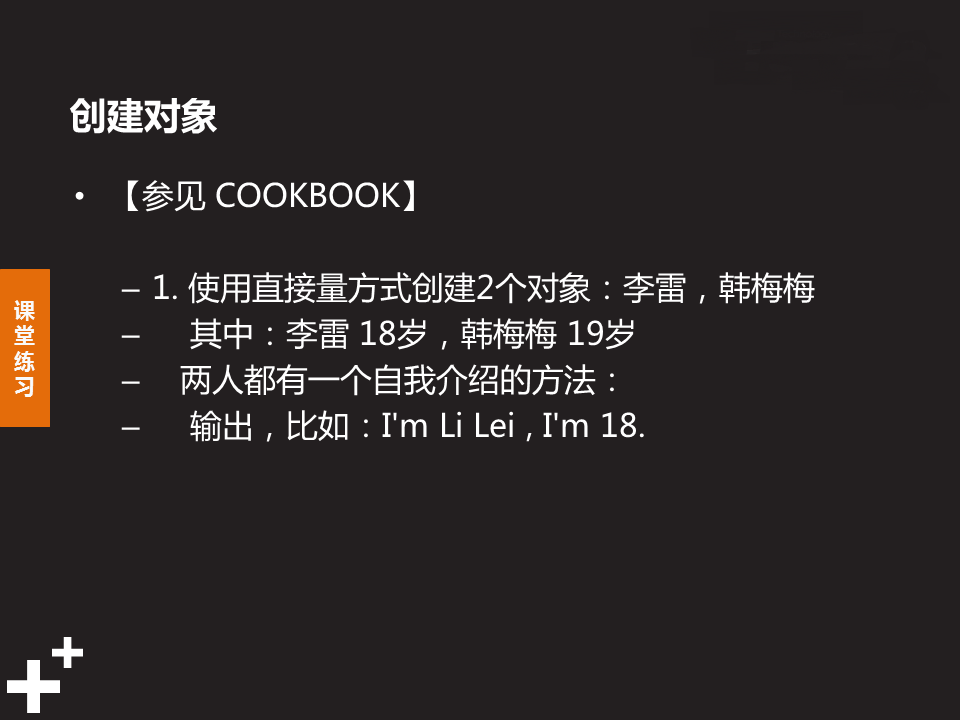 创建对象
• 【参见 COOKBOOK】
– 1. 使用直接量方式创建2个对象：李雷，韩梅梅
– 其中：李雷 18岁，韩梅梅 19岁
– 两人都有一个自我介绍的方法：
– 输出，比如：I'm Li Lei , I'm 18.
课
堂
练
习